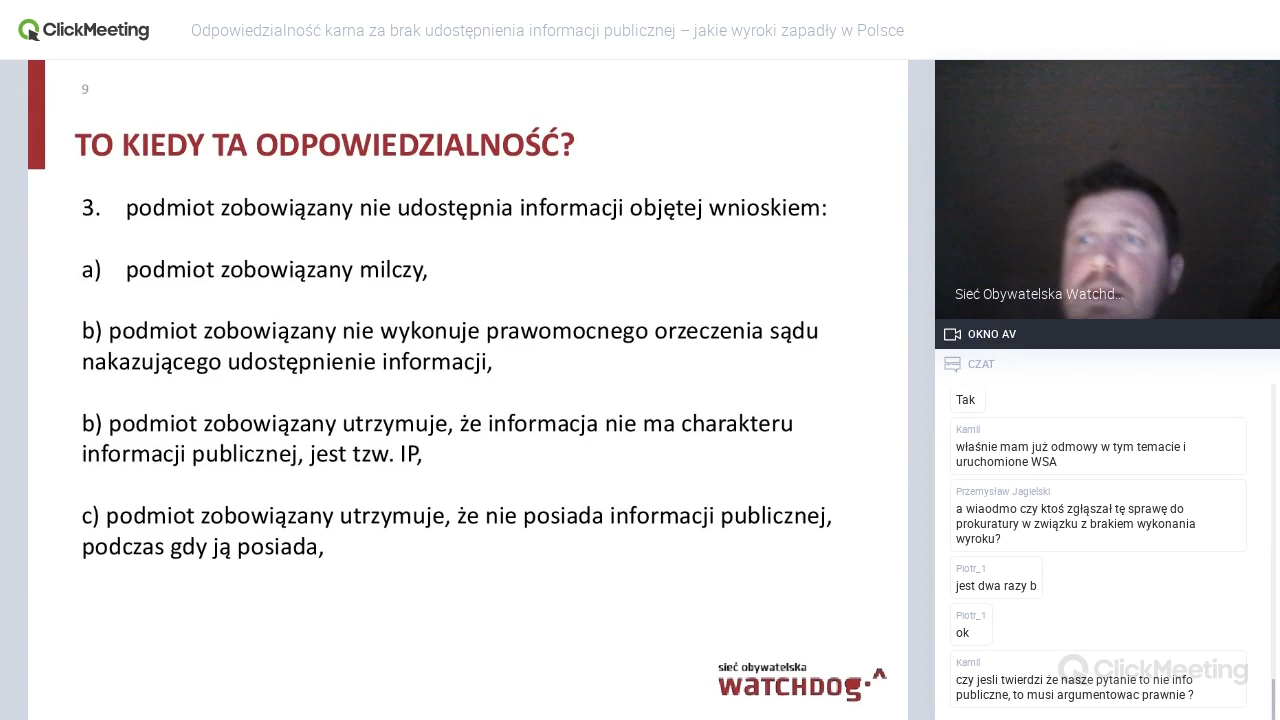 ClickMeeting
Odpowiedzialność karna za brak udostępnienia informacji publicznej – jakie wyroki zapadły w Polsce
9
TO KIEDY TA ODPOWIEDZIALNOŚĆ?
3. podmiot zobowiązany nie udostępnia informacji objętej wnioskiem:
a) podmiot zobowiązany milczy,
b) podmiot zobowiązany nie wykonuje prawomocnego orzeczenia sądu
nakazującego udostępnienie informacji,
b) podmiot zobowiązany utrzymuje, że informacja nie ma charakteru
informacji publicznej, jest tzw. IP,
c) podmiot zobowiązany utrzymuje, że nie posiada informacji publicznej,
podczas gdy ją posiada,
sieć obywatelska
WATCHDOG
Sieć Obywatelska Watchd...
OKNO AV
CZAT
Tak
Kamil
właśnie mam już odmowy w tym temacie i
uruchomione WSA
Przemysław Jagielski
a wiaodmo czy ktoś zgłąszał tę sprawę do
prokuratury w związku z brakiem wykonania
wyroku?
Piotr_1
jest dwa razy b
Piotr_1
ok
Kamil
czy jesli twierdzi że nasze pytanie to nie info
publiczne, to musi argumentowac prawnie ?
ClickMeeting